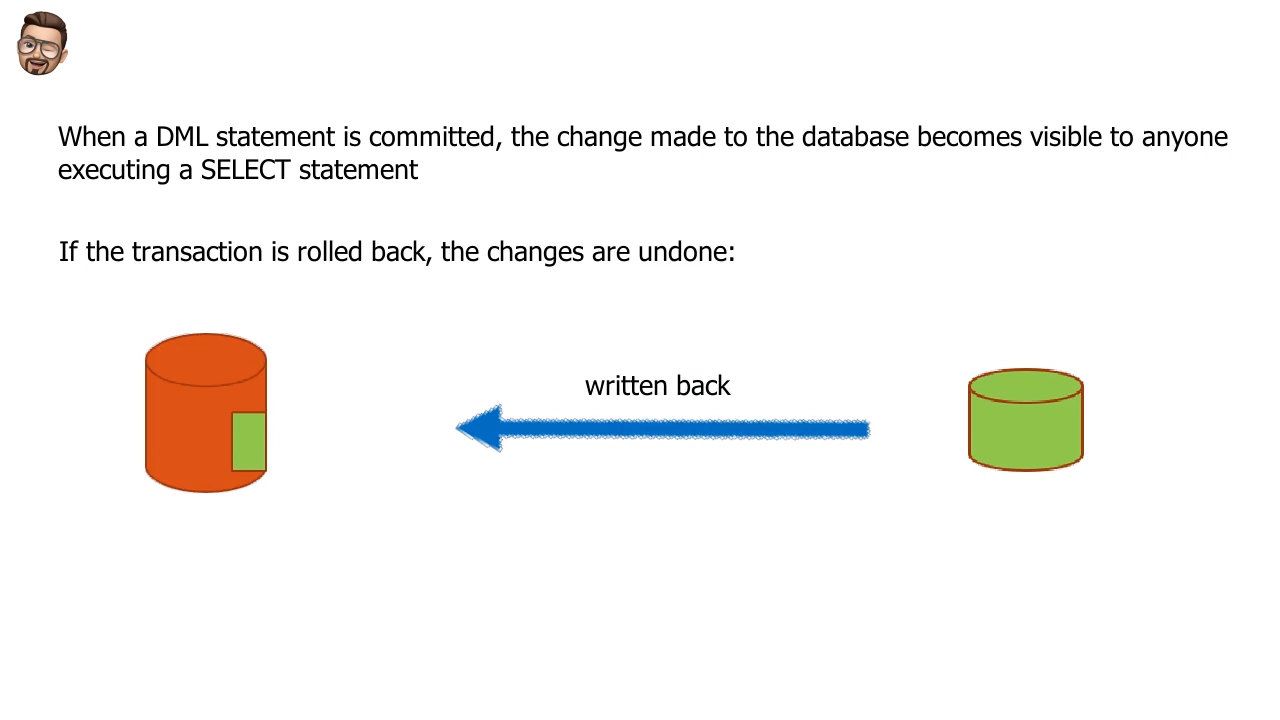 When a DML statement is committed, the change made to the database becomes visible to anyone
executing a SELECT statement
If the transaction is rolled back, the changes are undone:
written back